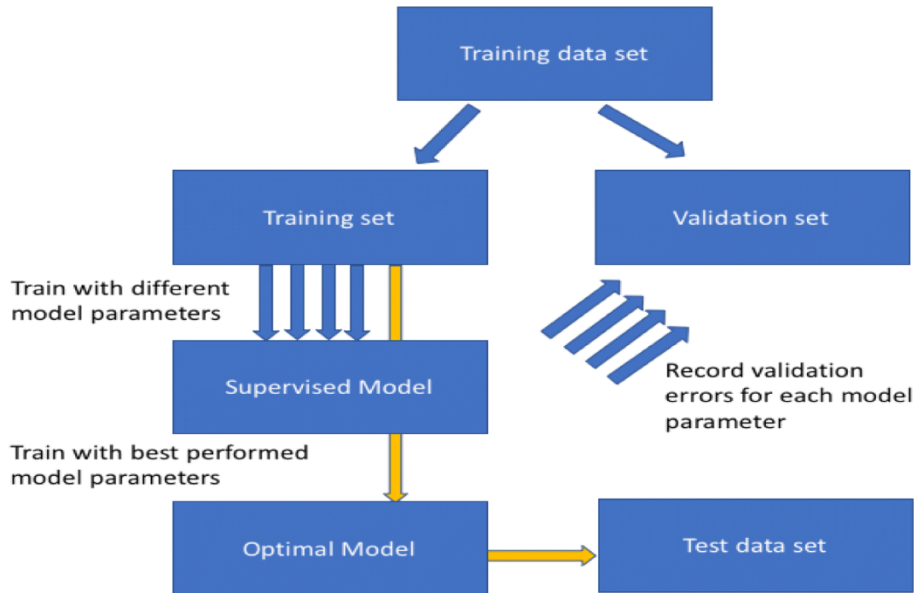 Training data set
Training set
Validation set
Train with different
model parameters
Supervised Model
Record validation
errors for each model
parameter
Train with best performed
model parameters
Optimal Model
Test data set